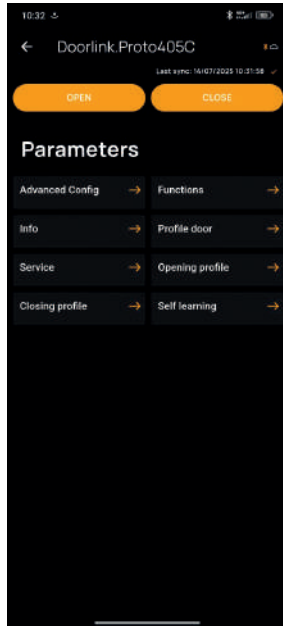 10:32
Doorlink.Proto405C
Last sync: 14/07/2025 10:31:58
OPEN
CLOSE
Parameters
Advanced Config
Functions
Info
Profile door
Service
Opening profile
Closing profile
Self learning